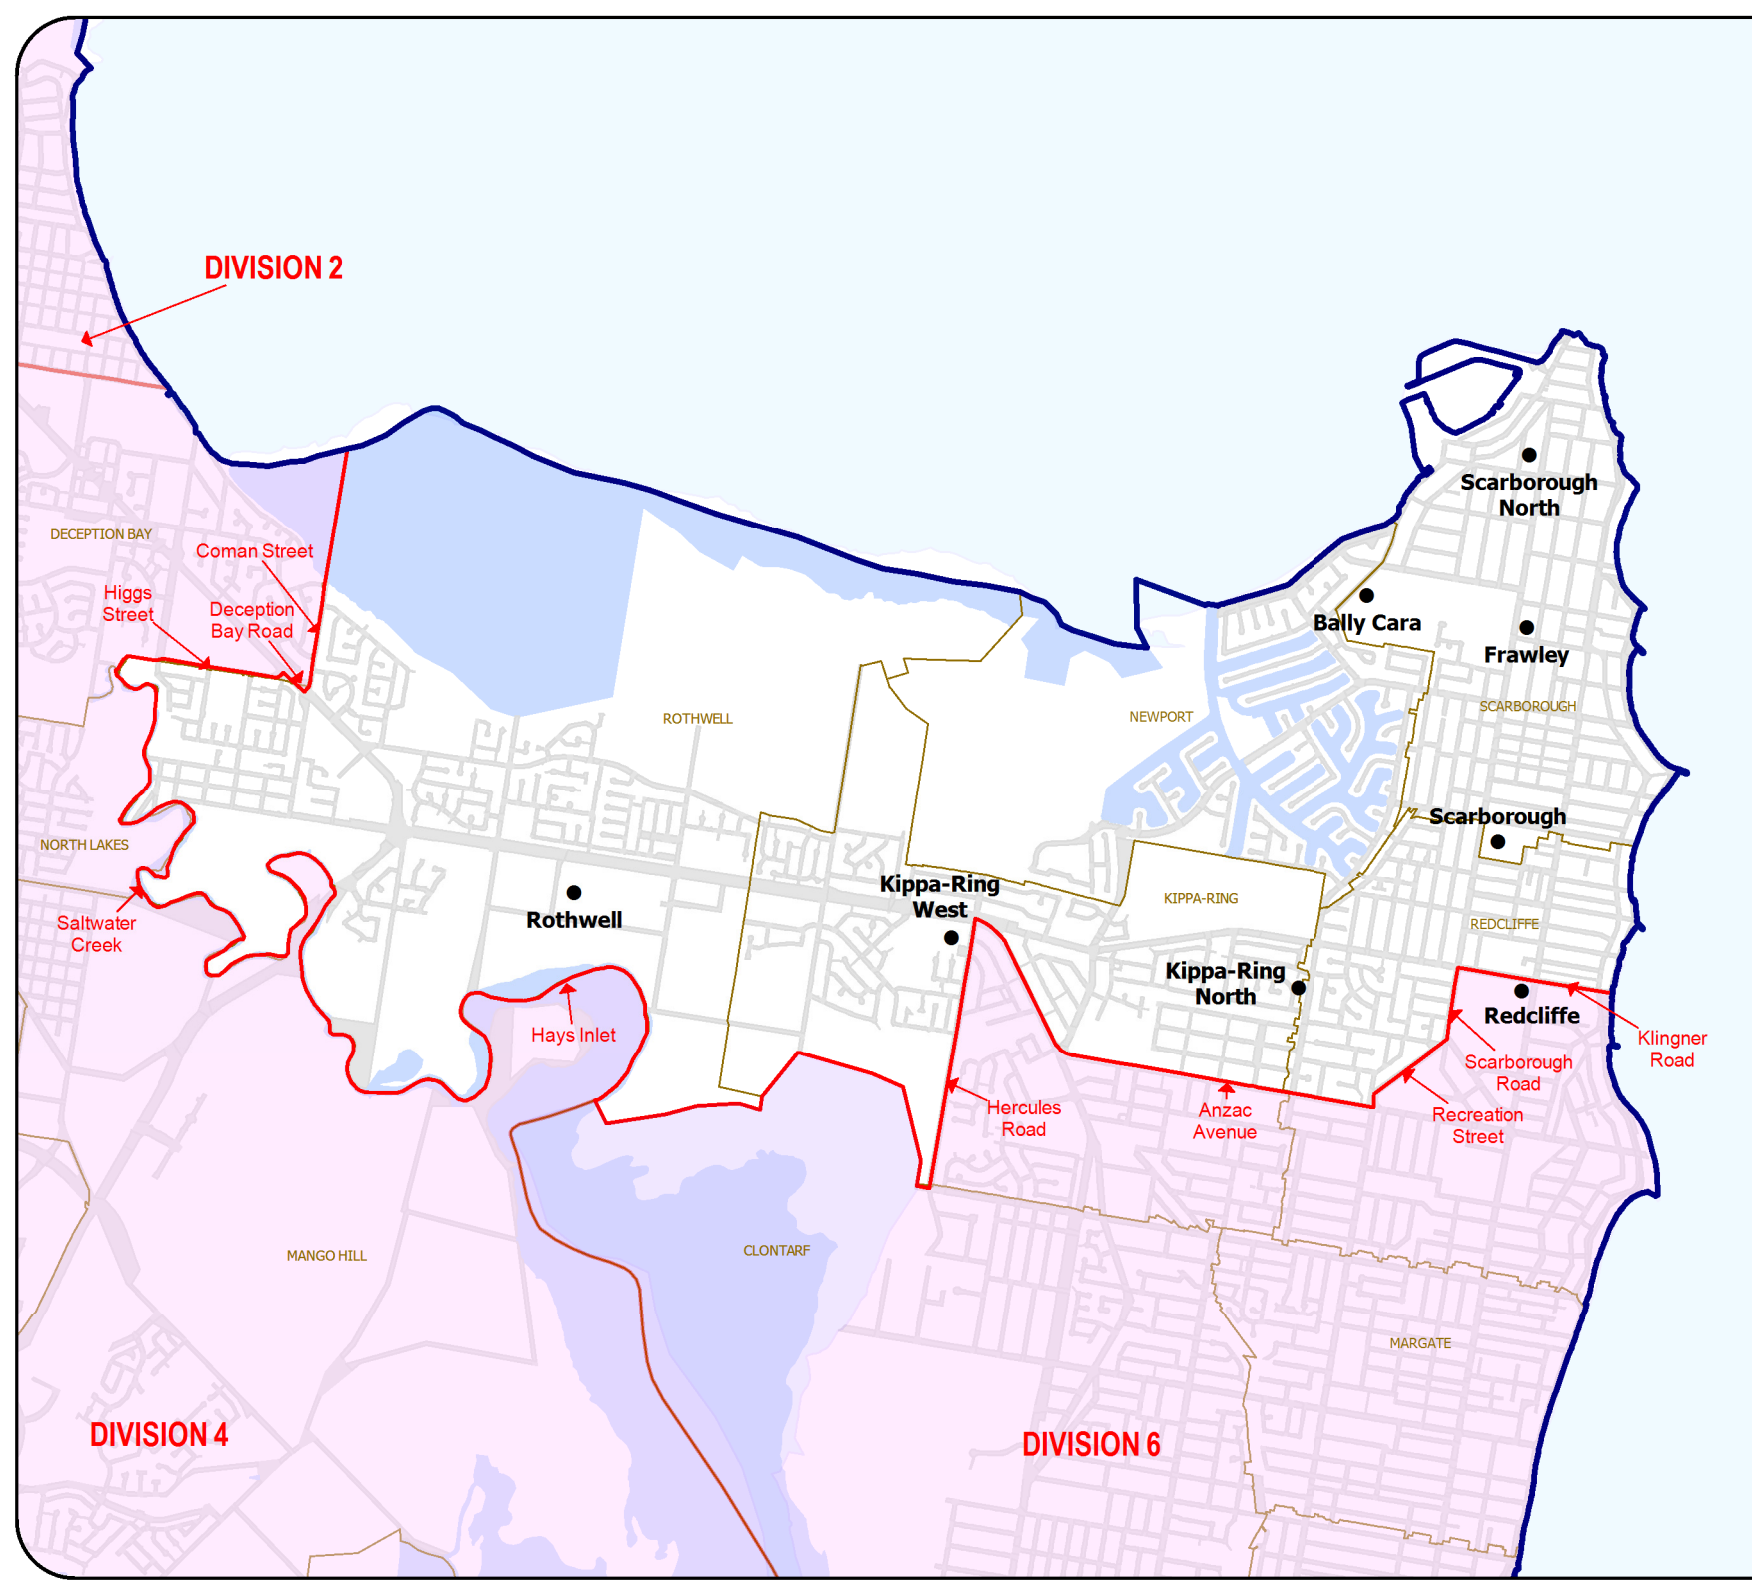 DIVISION 2
Scarborough
North
DECEPTION BAY
Coman Street
Higgs
Street
Deception
Bay Road
Bally Cara
Frawley
ROTHWELL
NEWPORT
SCARBOROUGH
Scarborough
NORTH LAKES
Kippa-Ring
West
KIPPA-RING
Rothwell
REDCLIFFE
Saltwater
Creek
Kippa-Ring
North
Redcliffe
Hays Inlet
Klingner
Road
Scarborough
Road
Hercules
Road
Anzac
Avenue
Recreation
Street
MANGO HILL
CLONTARF
MARGATE
DIVISION 4
DIVISION 6